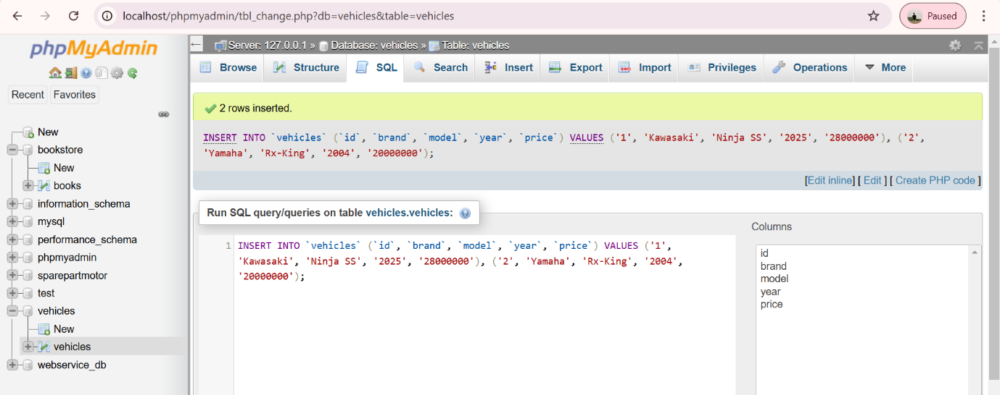 localhost/phpmyadmin/tbl_change.php?db=vehicles&table=vehicles
Paused
phpMyAdmin
Recent
Favorites
New
bookstore
New
books
information_schema
mysql
performance_schema
phpmyadmin
sparepartmotor
test
vehicles
New
vehicles
webservice_db
Server: 127.0.0.1 » Database: vehicles » Table: vehicles
Browse
Structure
SQL
Search
Insert
Export
Import
Privileges
Operations
More
2 rows inserted.
INSERT INTO `vehicles` (`id`, `brand`, `model`, `year`, `price`) VALUES ('1', 'Kawasaki', 'Ninja SS', '2025', '28000000'), ('2',
'Yamaha', 'Rx-King', '2004', '20000000');
[Edit inline] [ Edit ] [ Create PHP code ]
Run SQL query/queries on table vehicles.vehicles:
1 INSERT INTO `vehicles` (`id`, `brand`, `model`, `year`, `price`) VALUES ('1',
'Kawasaki', 'Ninja SS', '2025', '28000000'), ('2', 'Yamaha', 'Rx-King', '2004',
'20000000');
Columns
id
brand
model
year
price